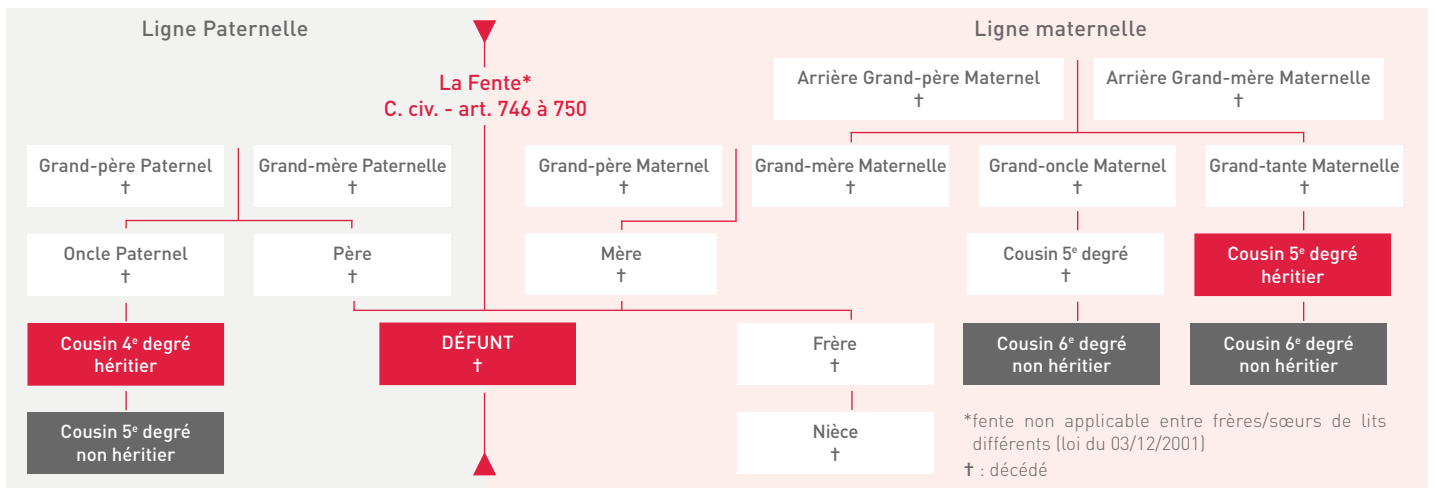 Ligne Paternelle
Ligne maternelle
La Fente*
C. civ. - art. 746 à 750
Arrière Grand-père Maternel
†
Arrière Grand-mère Maternelle
†
Grand-père Paternel
†
Grand-mère Paternelle
†
Grand-père Maternel
†
Grand-mère Maternelle
†
Grand-oncle Maternel
†
Grand-tante Maternelle
†
Oncle Paternel
†
Père
†
Mère
†
Cousin 5e degré
†
Cousin 5e degré
héritier
Cousin 4e degré
héritier
DÉFUNT
†
Frère
†
Cousin 6e degré
non héritier
Cousin 6e degré
non héritier
Cousin 5e degré
non héritier
Nièce
†
*fente non applicable entre frères/sœurs de lits
différents (loi du 03/12/2001)
† : décédé